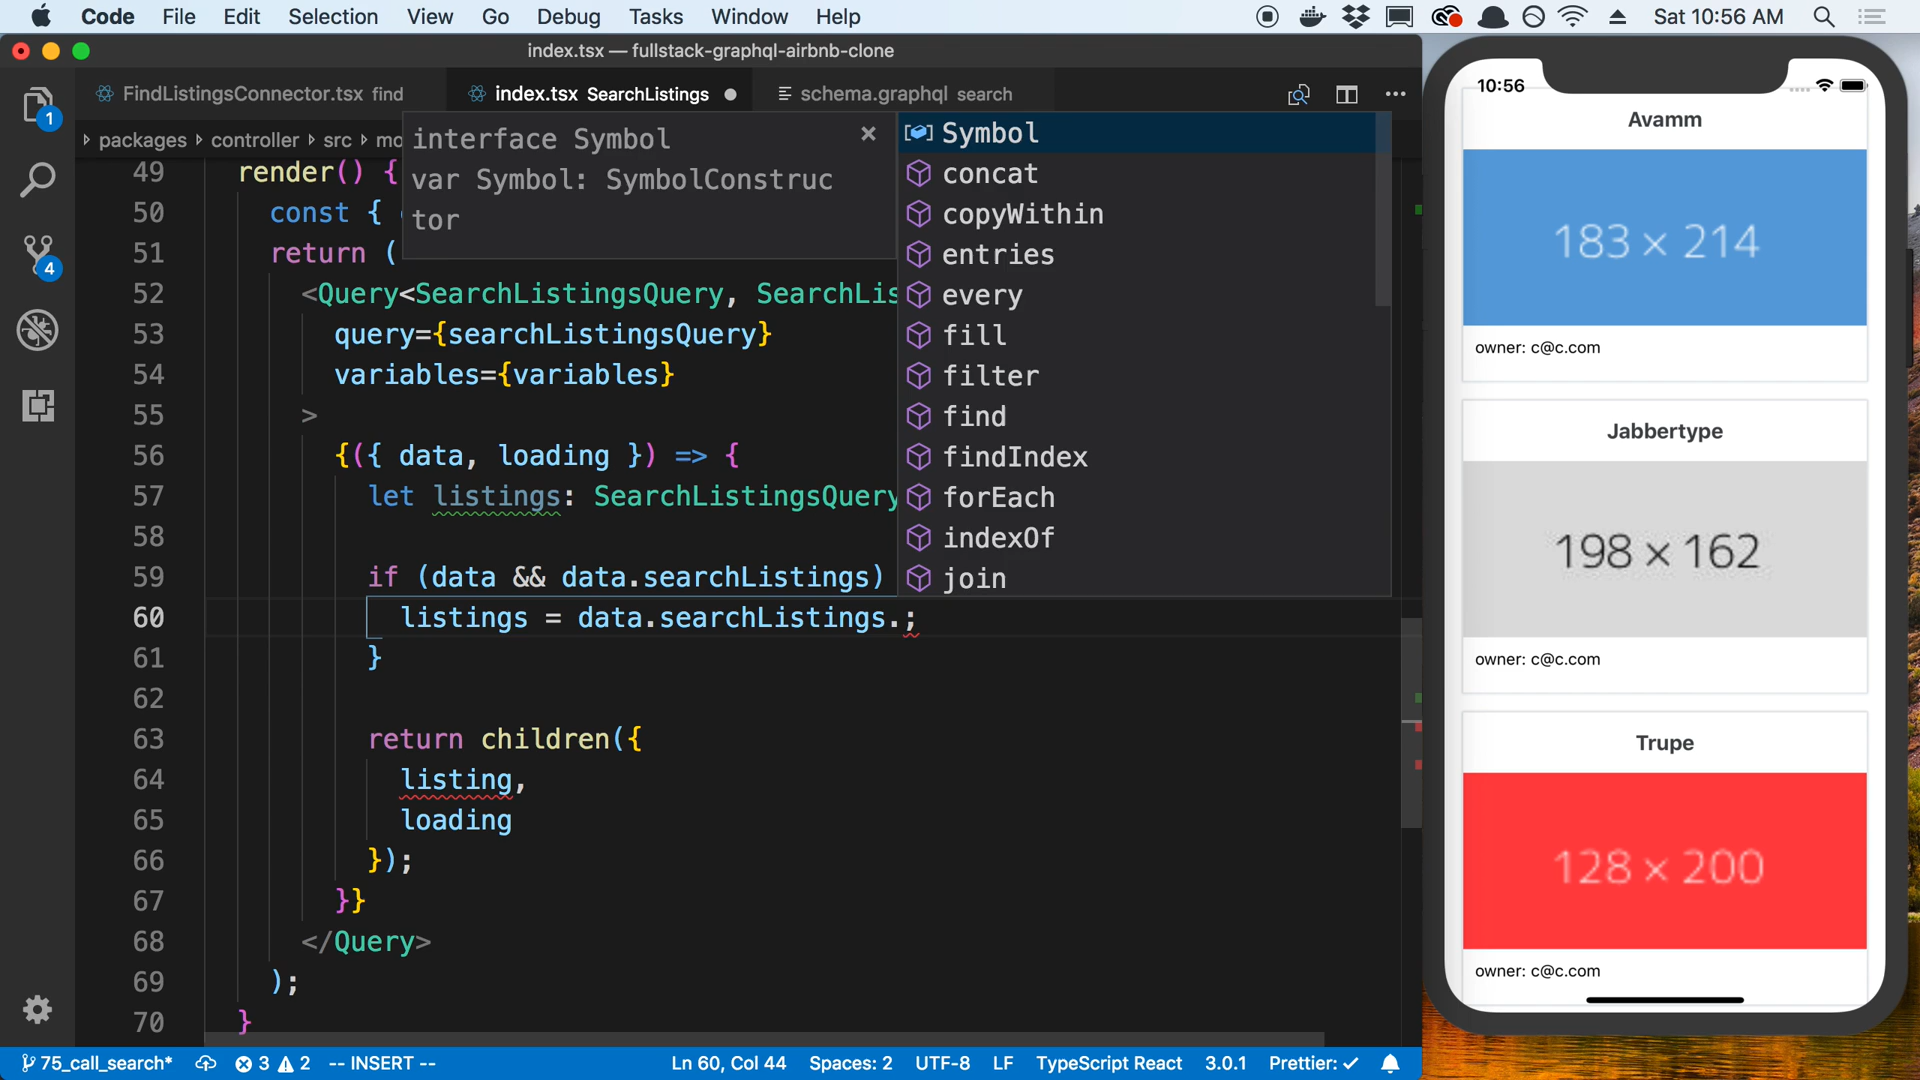 Code File Edit Selection View Go Debug Tasks Window Help
Sat 10:56 AM
index.tsx — fullstack-graphql-airbnb-clone
FindListingsConnector.tsx find
index.tsx SearchListings
schema.graphql search
packages controller src mo
interface Symbol
var Symbol: SymbolConstruc
tor
Symbol
concat
copyWithin
entries
every
fill
filter
find
findIndex
forEach
indexOf
join
49 render() {
50 const {
51 return (
52 <Query<SearchListingsQuery, SearchLis
53 query={searchListingsQuery}
54 variables={variables}
55 >
56 {({ data, loading }) => {
57 let listings: SearchListingsQuery
58
59 if (data && data.searchListings)
60 listings = data.searchListings.;
61 }
62
63 return children({
64 listing,
65 loading
66 });
67 }}
68 </Query>
69 );
70 }
1
4
75_call_search* 3 2 -- INSERT --
Ln 60, Col 44 Spaces: 2 UTF-8 LF TypeScript React 3.0.1 Prettier: ✓
10:56
Avamm
183 × 214
owner: c@c.com
Jabbertype
198 × 162
owner: c@c.com
Trupe
128 × 200
owner: c@c.com